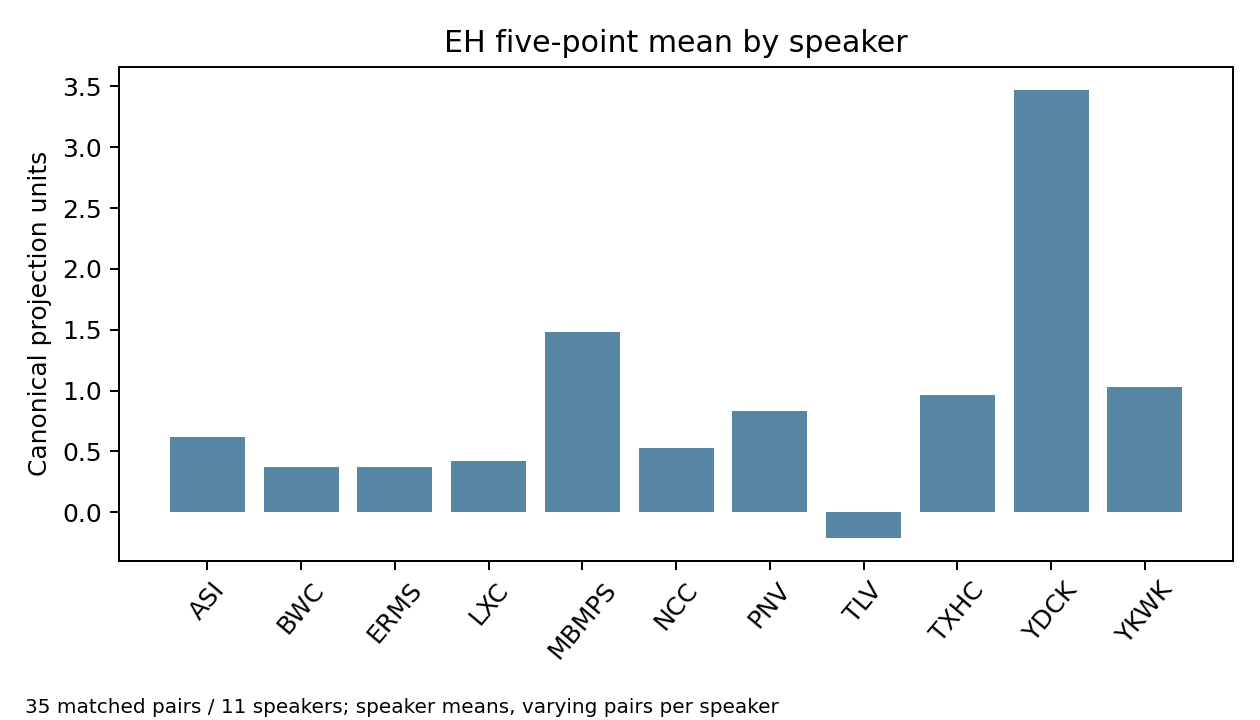 EH five-point mean by speaker
Canonical projection units
3.5
3.0
2.5
2.0
1.5
1.0
0.5
0.0
ASI
BWC
ERMS
LXC
MBMPS
NCC
PNV
TLV
TXHC
YDCK
YKWK
35 matched pairs / 11 speakers; speaker means, varying pairs per speaker